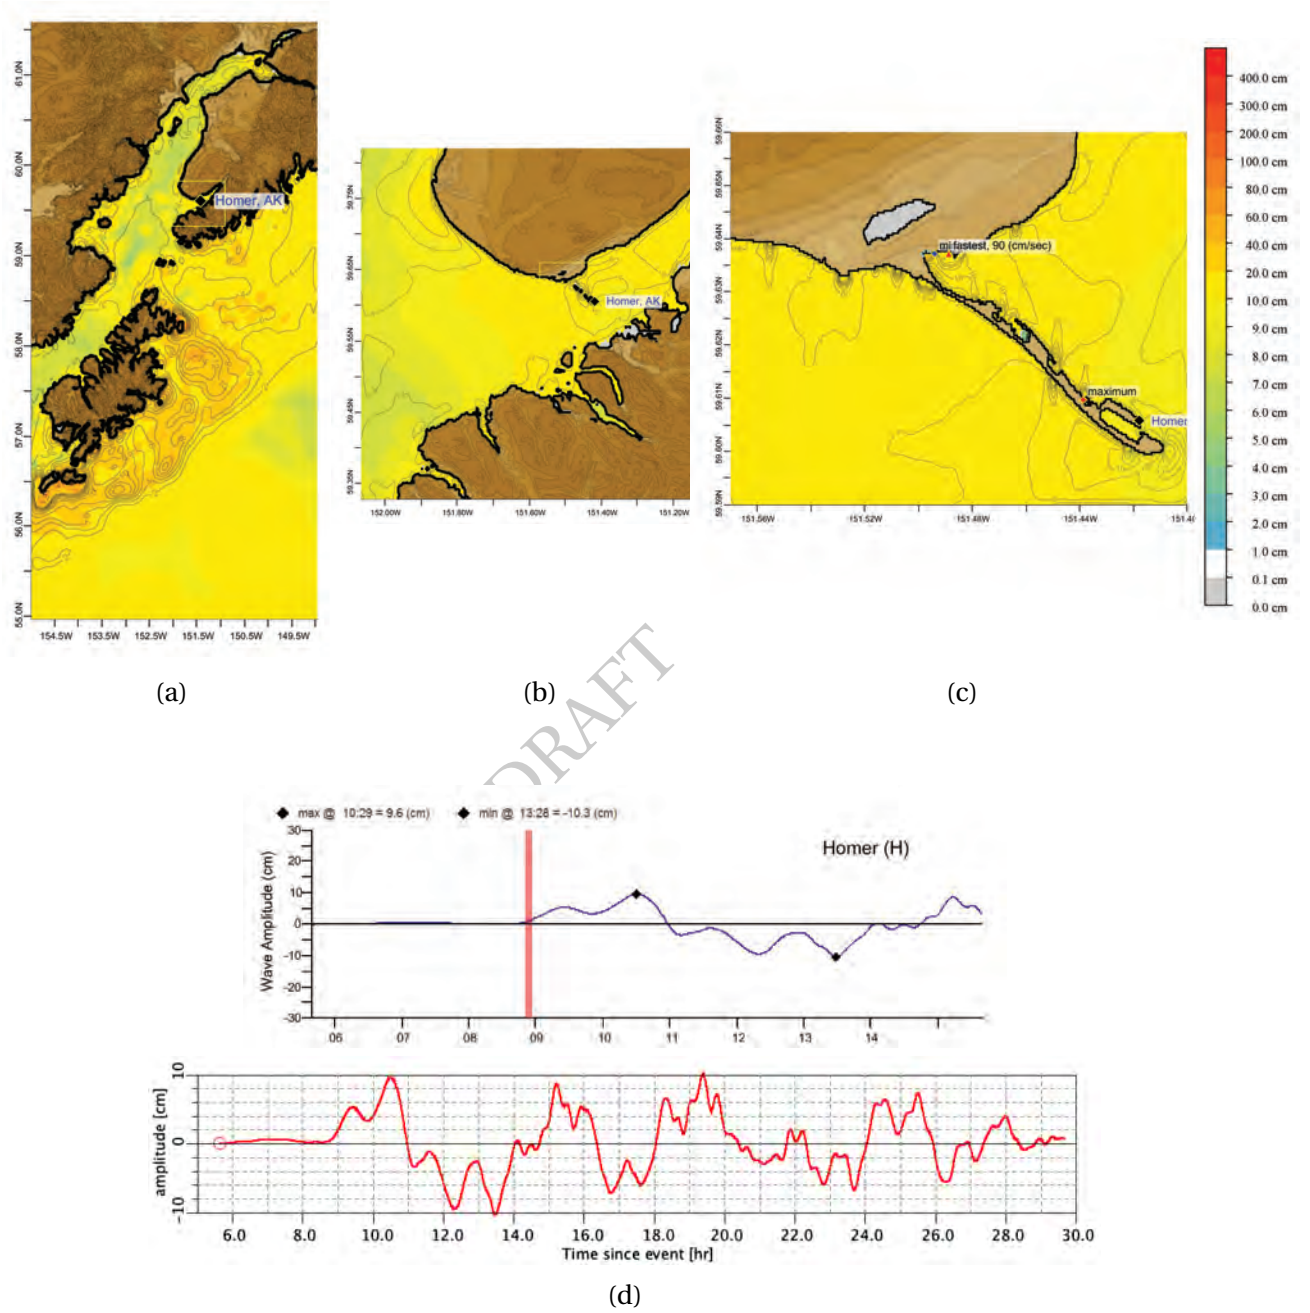 61.0N
60.0N
59.0N
58.0N
57.0N
56.0N
55.0N
Homer, AK
154.5W 153.5W 152.5W 151.5W 150.5W 149.5W
(a)
59.75N
59.65N
59.55N
59.45N
59.35N
Homer, AK
152.00W 151.80W 151.60W 151.40W 151.20W
(b)
59.66N
59.65N
59.64N
59.63N
59.62N
59.61N
59.60N
59.59N
fastest, 90 (cm/sec)
maximum
Homer
151.56W 151.52W 151.48W 151.44W 151.4
(c)
400.0 cm
300.0 cm
200.0 cm
100.0 cm
80.0 cm
60.0 cm
40.0 cm
20.0 cm
10.0 cm
9.0 cm
8.0 cm
7.0 cm
6.0 cm
5.0 cm
4.0 cm
3.0 cm
2.0 cm
1.0 cm
0.1 cm
0.0 cm
DRAFT
max @ 10:29 = 9.6 (cm) min @ 13:28 = -10.3 (cm)
Homer (H)
Wave Amplitude (cm)
30
20
10
0
-10
-20
-30
06 07 08 09 10 11 12 13 14
amplitude [cm]
10
0
-10
6.0 8.0 10.0 12.0 14.0 16.0 18.0 20.0 22.0 24.0 26.0 28.0 30.0
Time since event [hr]
(d)